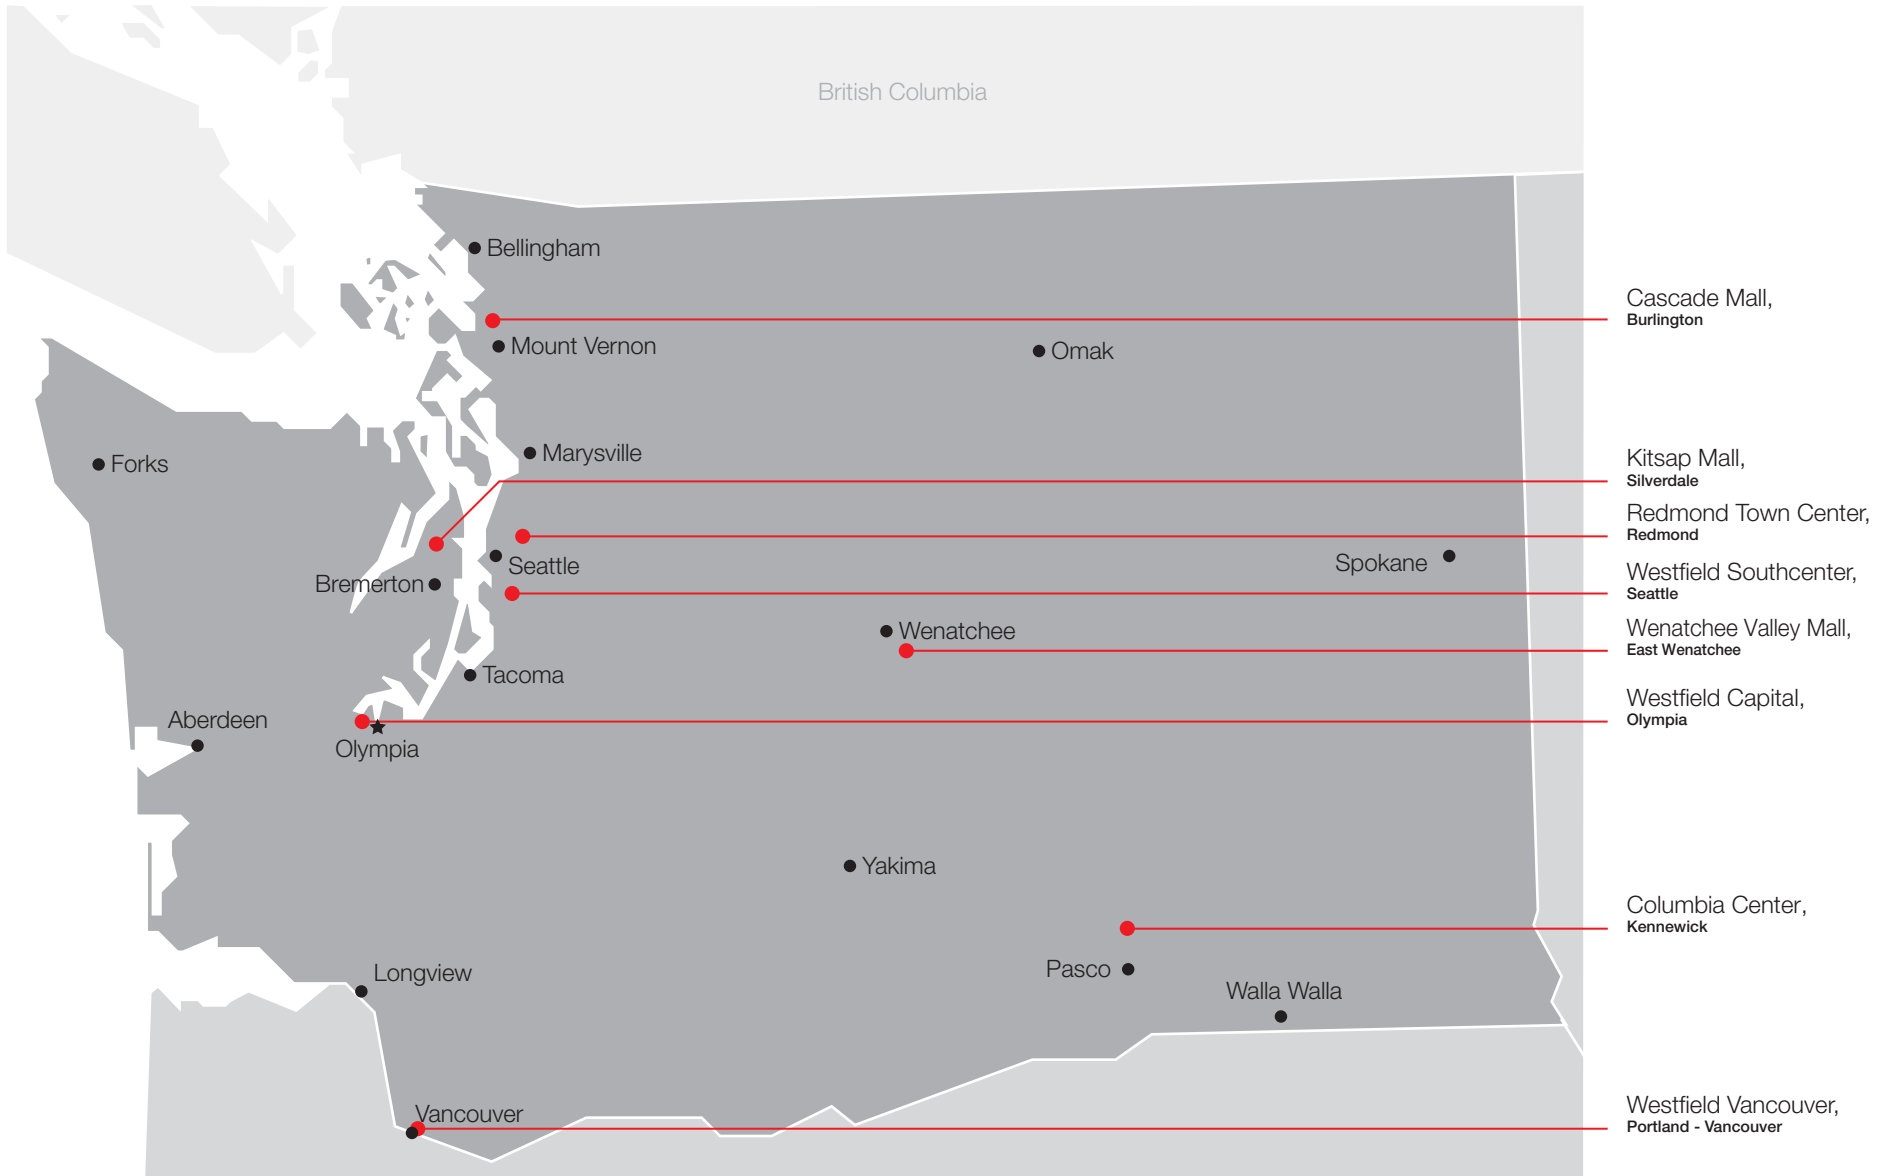 British Columbia
Bellingham
Cascade Mall,
Burlington
Mount Vernon
Omak
Marysville
Forks
Kitsap Mall,
Silverdale
Redmond Town Center,
Redmond
Seattle
Spokane
Bremerton
Westfield Southcenter,
Seattle
Wenatchee
Wenatchee Valley Mall,
East Wenatchee
Tacoma
Westfield Capital,
Olympia
Aberdeen
Olympia
Yakima
Columbia Center,
Kennewick
Longview
Pasco
Walla Walla
Vancouver
Westfield Vancouver,
Portland - Vancouver